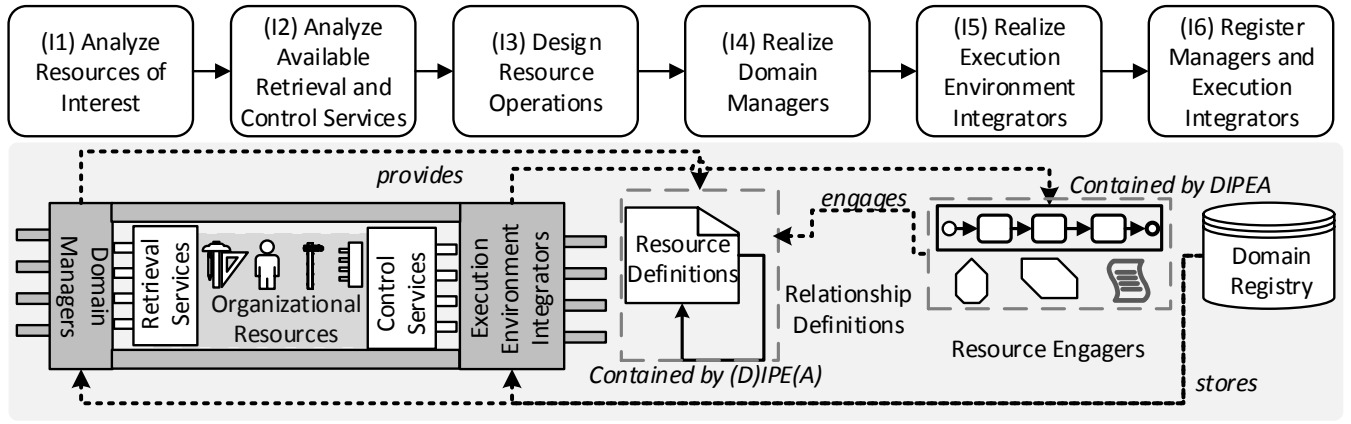 (I1) Analyze
Resources of
Interest
(I2) Analyze
Available
Retrieval and
Control Services
(I3) Design
Resource
Operations
(I4) Realize
Domain
Managers
(I5) Realize
Execution
Environment
Integrators
(I6) Register
Managers and
Execution
Integrators
provides
engages
Contained by DIPEA
Domain
Managers
Retrieval
Services
Organizational
Resources
Control
Services
Execution
Environment
Integrators
Resource
Definitions
Relationship
Definitions
Resource Engagers
Domain
Registry
Contained by (D)IPE(A)
stores